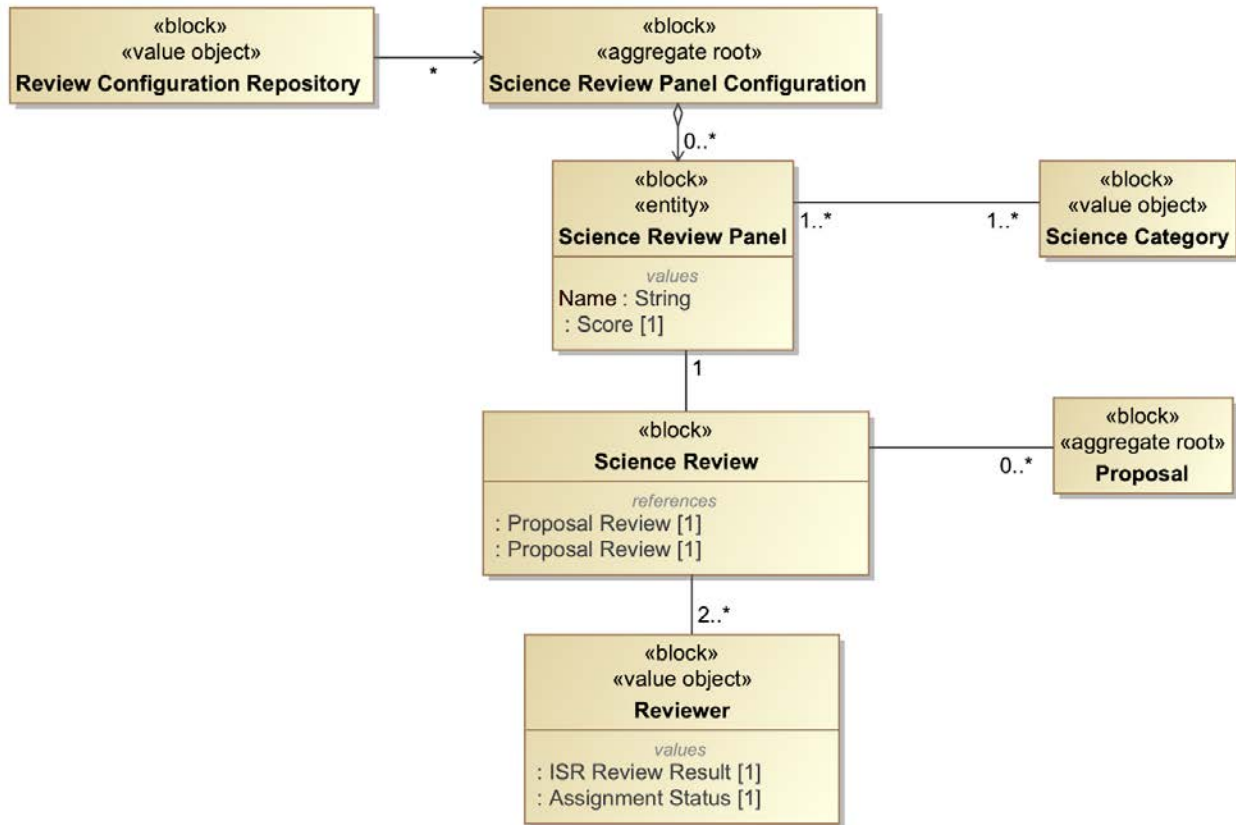 «block»
«value object»
Review Configuration Repository
*
«block»
«aggregate root»
Science Review Panel Configuration
0..*
«block»
«entity»
Science Review Panel
values
Name : String
: Score [1]
1..*
1..*
«block»
«value object»
Science Category
1
«block»
Science Review
references
: Proposal Review [1]
: Proposal Review [1]
0..*
«block»
«aggregate root»
Proposal
2..*
«block»
«value object»
Reviewer
values
: ISR Review Result [1]
: Assignment Status [1]